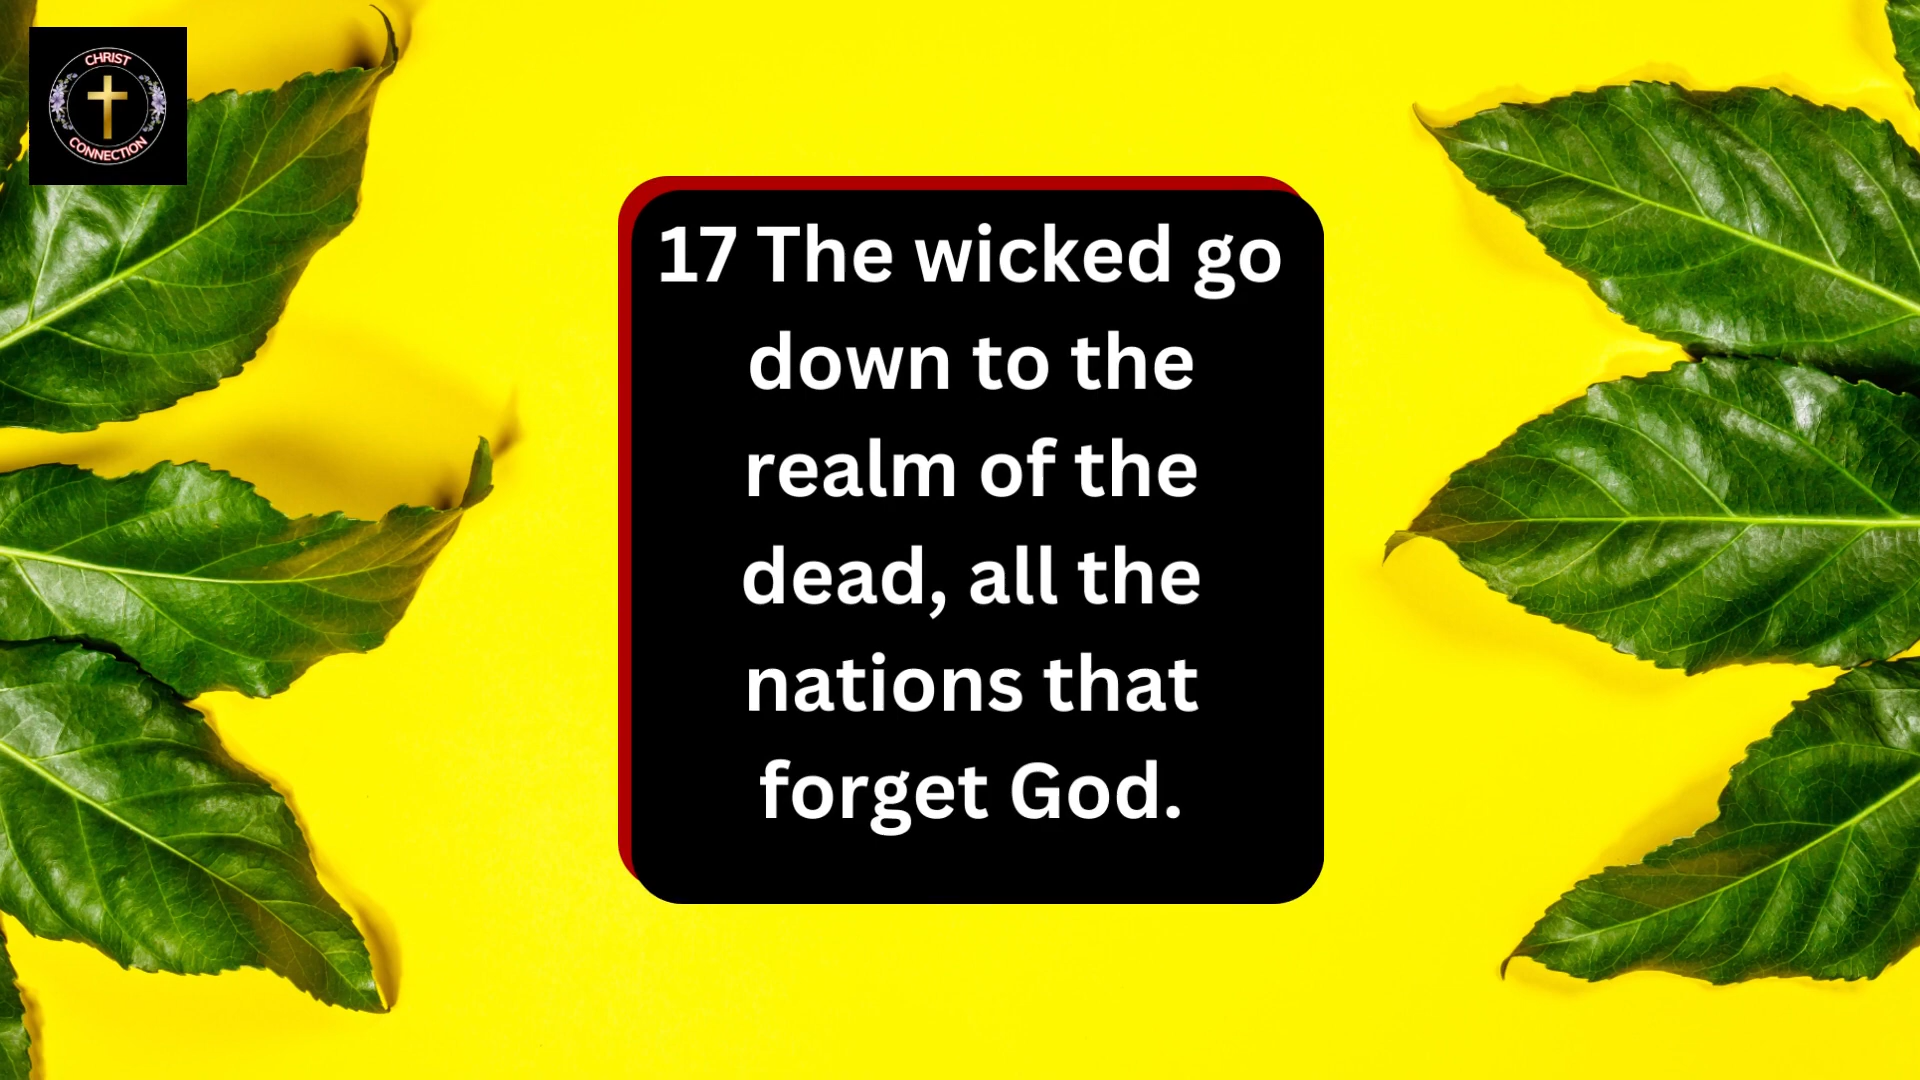 CHRIST
CONNECTION
17 The wicked go
down to the
realm of the
dead, all the
nations that
forget God.